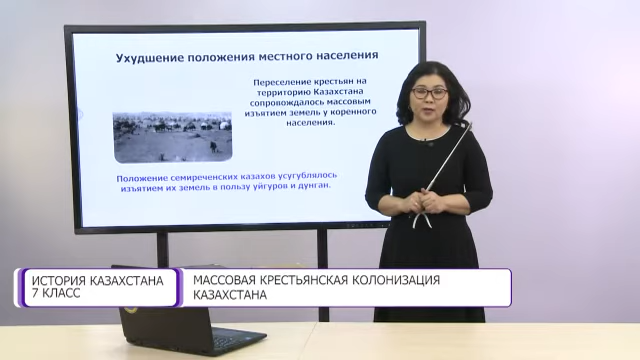 Ухудшение положения местного населения
Переселение крестьян на
территорию Казахстана
сопровождалось массовым
изъятием земель у коренного
населения.
Положение семиреченских казахов усугублялось
изъятием их земель в пользу уйгуров и дунган.
ИСТОРИЯ КАЗАХСТАНА
7 КЛАСС
МАССОВАЯ КРЕСТЬЯНСКАЯ КОЛОНИЗАЦИЯ
КАЗАХСТАНА